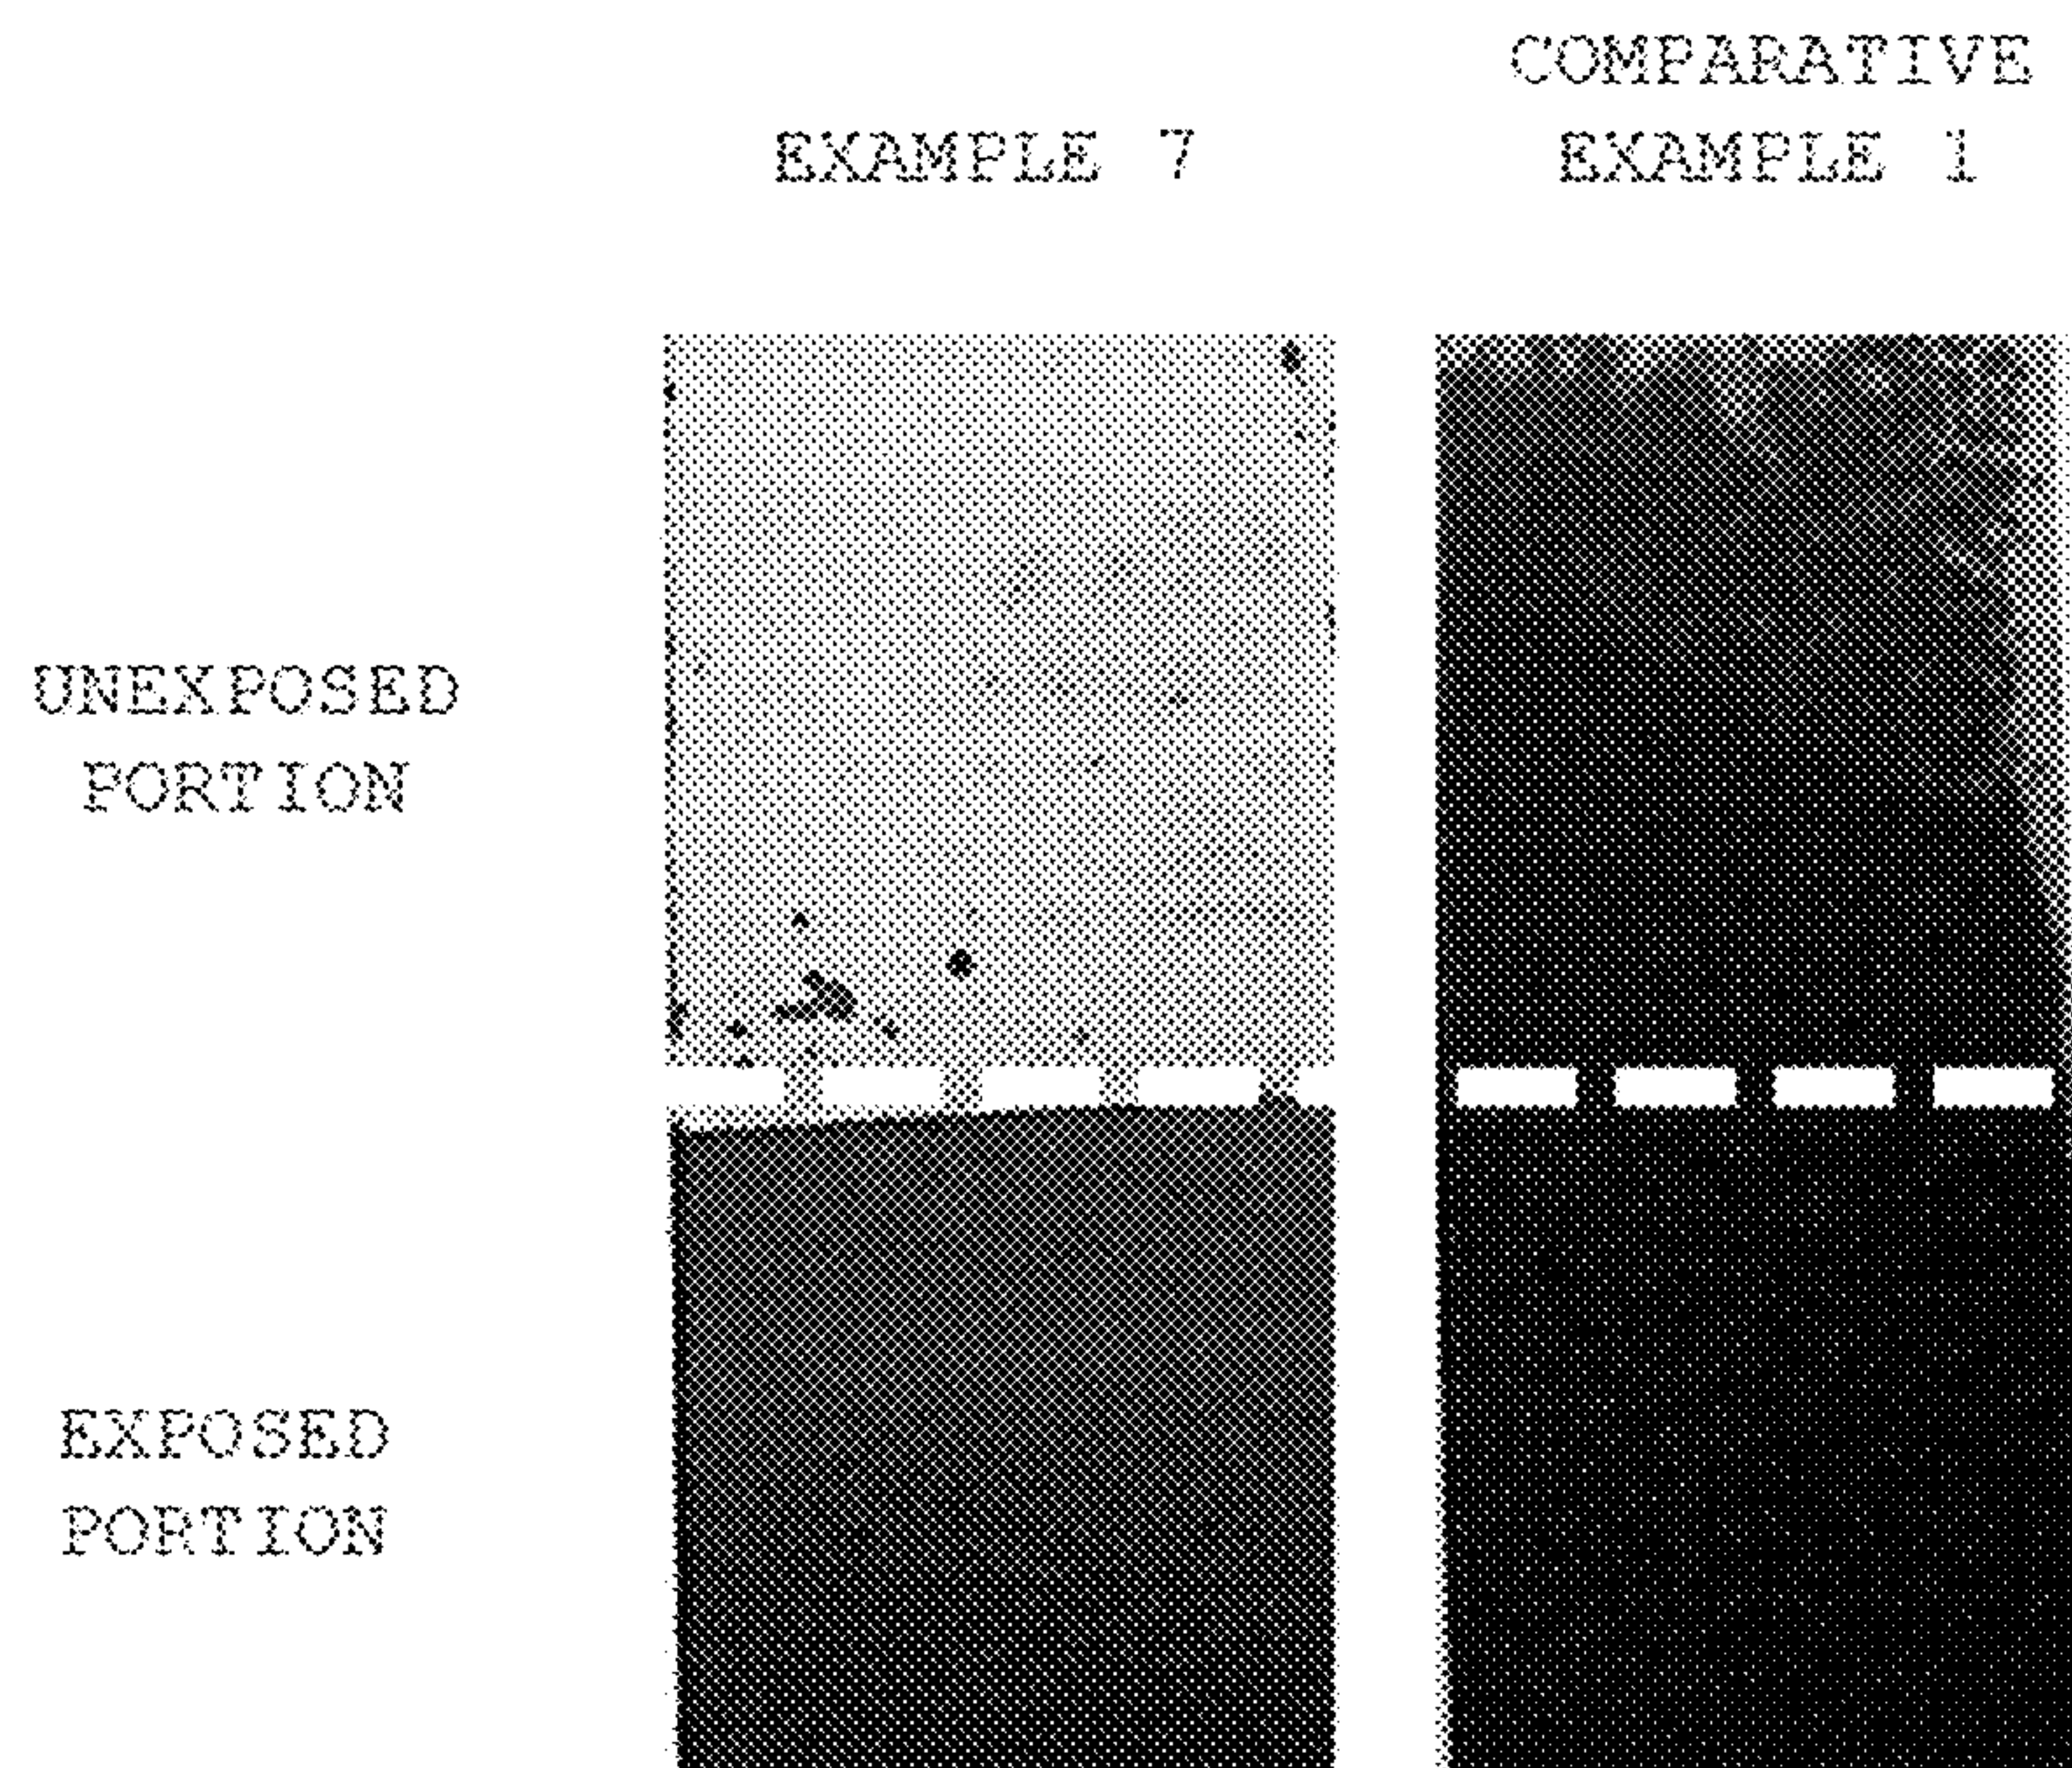 COMPARATIVE
EXAMPLE 7
EXAMPLE 1
UNEXPOSED
PORTION
EXPOSED
PORTION